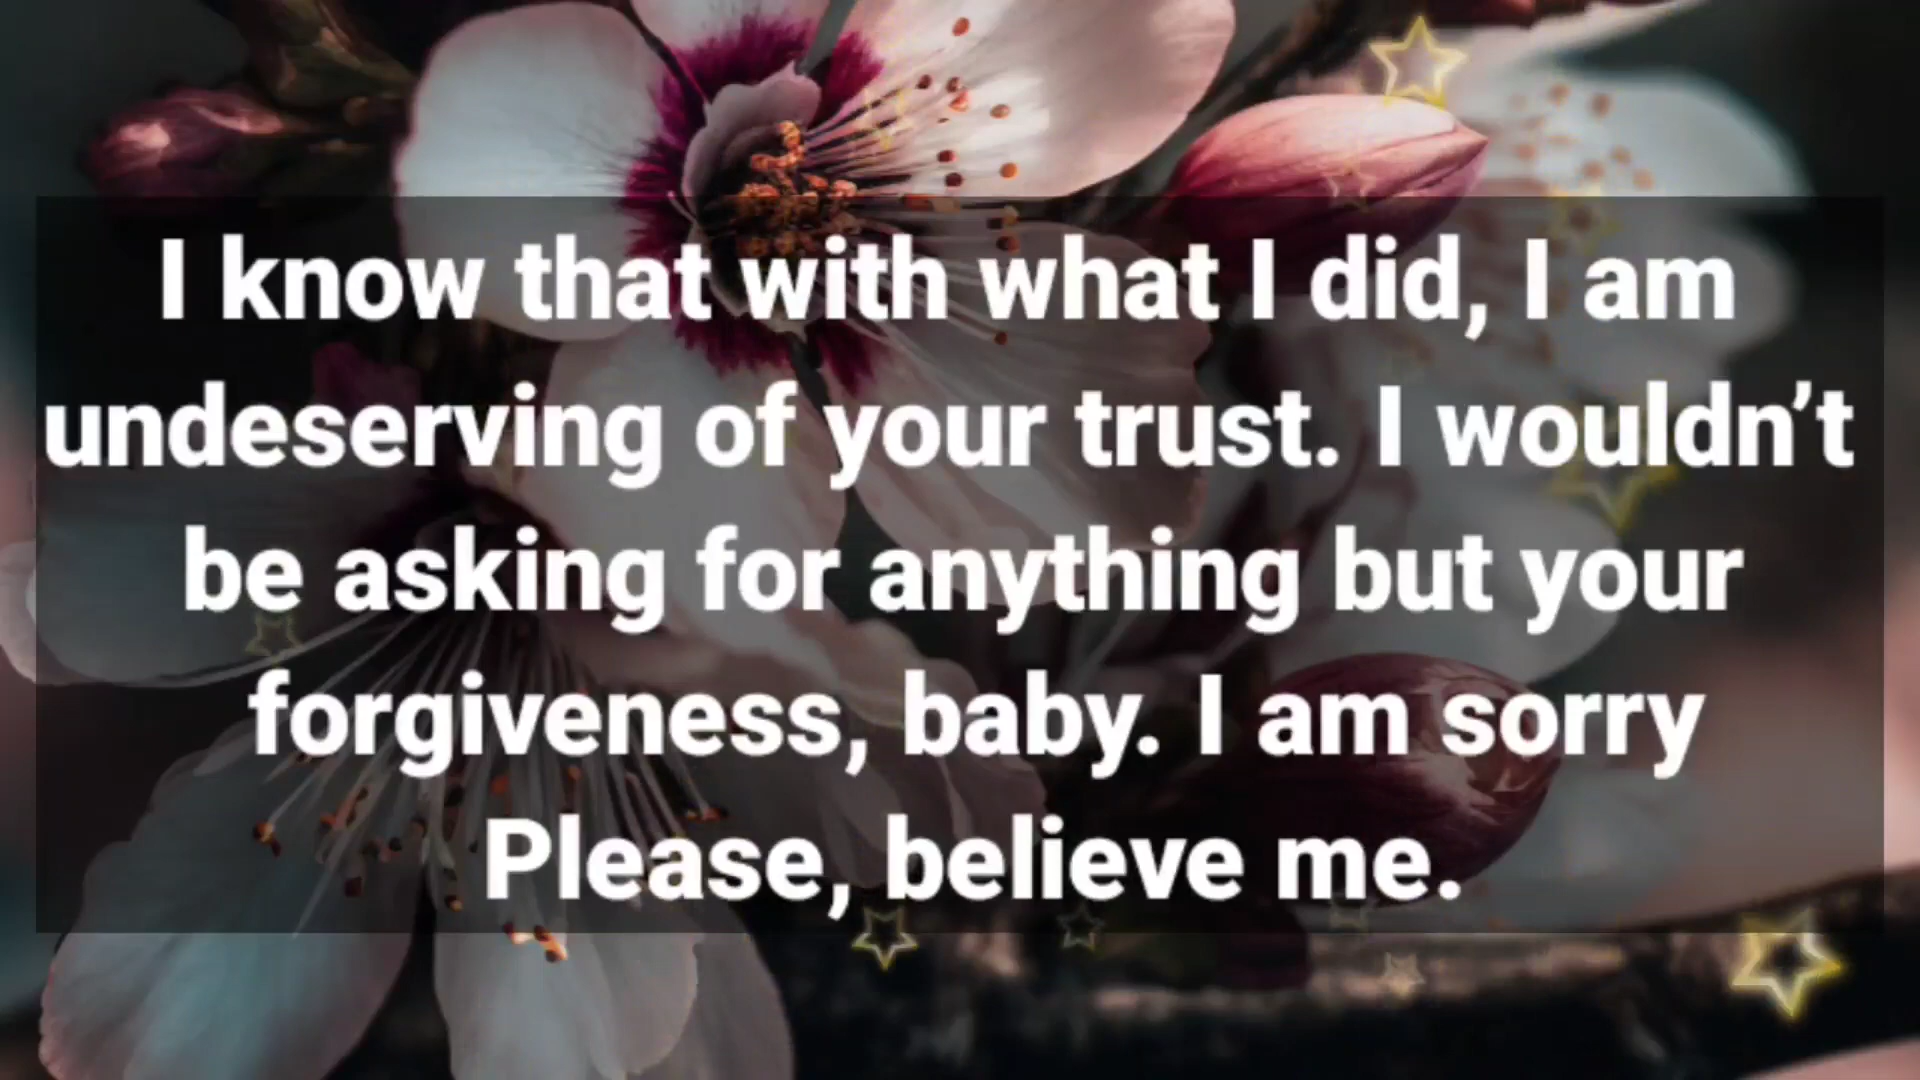 I know that with what I did, I am
undeserving of your trust. I wouldn’t
be asking for anything but your
forgiveness, baby. I am sorry
Please, believe me.